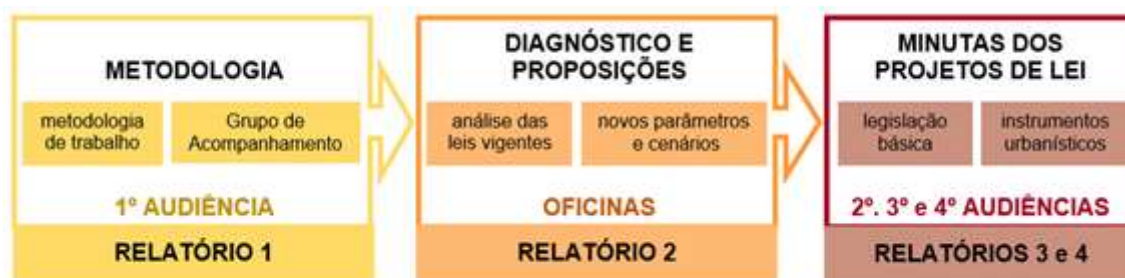 METODOLOGIA
metodologia
de trabalho
Grupo de
Acompanhamento
1º AUDIÊNCIA
RELATÓRIO 1
DIAGNÓSTICO E
PROPOSIÇÕES
análise das
leis vigentes
novos parâmetros
e cenários
OFICINAS
RELATÓRIO 2
MINUTAS DOS
PROJETOS DE LEI
legislação
básica
instrumentos
urbanísticos
2º. 3º e 4º AUDIÊNCIAS
RELATÓRIOS 3 e 4